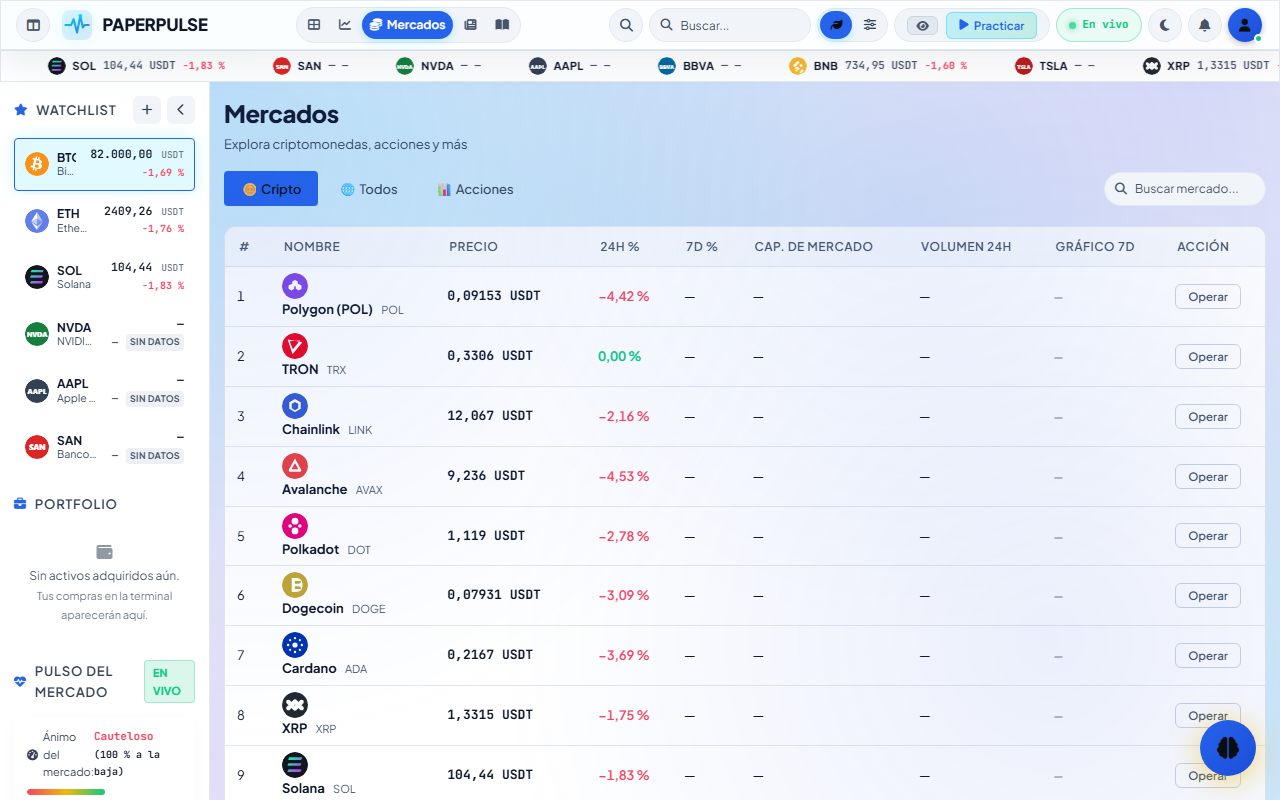 PAPERPULSE
Mercados
Buscar...
Practicar
En vivo
SOL 104,44 USDT -1,83 %
SAN — —
NVDA — —
AAPL — —
BBVA — —
BNB 734,95 USDT -1,60 %
TSLA — —
XRP 1,3315 USDT
WATCHLIST
BTC 82.000,00 USDT
Bi... -1,69 %
ETH 2409,26 USDT
Ethe... -1,76 %
SOL 104,44 USDT
Solana -1,83 %
NVDA —
NVIDI... — SIN DATOS
AAPL —
Apple ... — SIN DATOS
SAN —
Banco... — SIN DATOS
PORTFOLIO
Sin activos adquiridos aún.
Tus compras en la terminal
aparecerán aquí.
PULSO DEL
MERCADO
EN
VIVO
Ánimo
del
mercado:
Cauteloso
(100 % a la
baja)
Mercados
Explora criptomonedas, acciones y más
Cripto
Todos
Acciones
Buscar mercado...
# NOMBRE PRECIO 24H % 7D % CAP. DE MERCADO VOLUMEN 24H GRÁFICO 7D ACCIÓN
1 Polygon (POL) POL 0,09153 USDT −4,42 % — — — — Operar
2 TRON TRX 0,3306 USDT 0,00 % — — — — Operar
3 Chainlink LINK 12,067 USDT −2,16 % — — — — Operar
4 Avalanche AVAX 9,236 USDT −4,53 % — — — — Operar
5 Polkadot DOT 1,119 USDT −2,78 % — — — — Operar
6 Dogecoin DOGE 0,07931 USDT −3,09 % — — — — Operar
7 Cardano ADA 0,2167 USDT −3,69 % — — — — Operar
8 XRP XRP 1,3315 USDT −1,75 % — — — — Operar
9 Solana SOL 104,44 USDT −1,83 % — — — — Operar